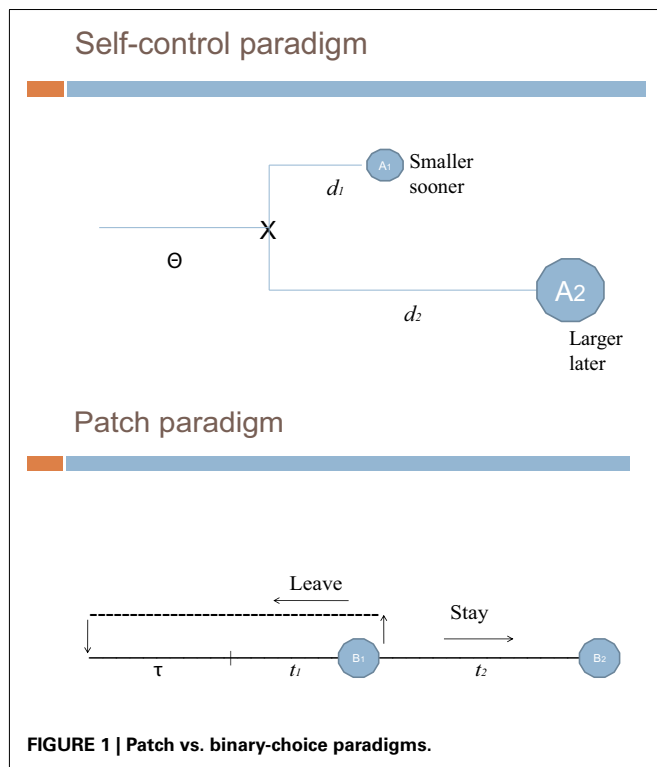 Self-control paradigm
A1
Smaller
sooner
d1
X
Θ
A2
d2
Larger
later
Patch paradigm
Leave
Stay
B1
B2
τ
t1
t2
FIGURE 1 | Patch vs. binary-choice paradigms.